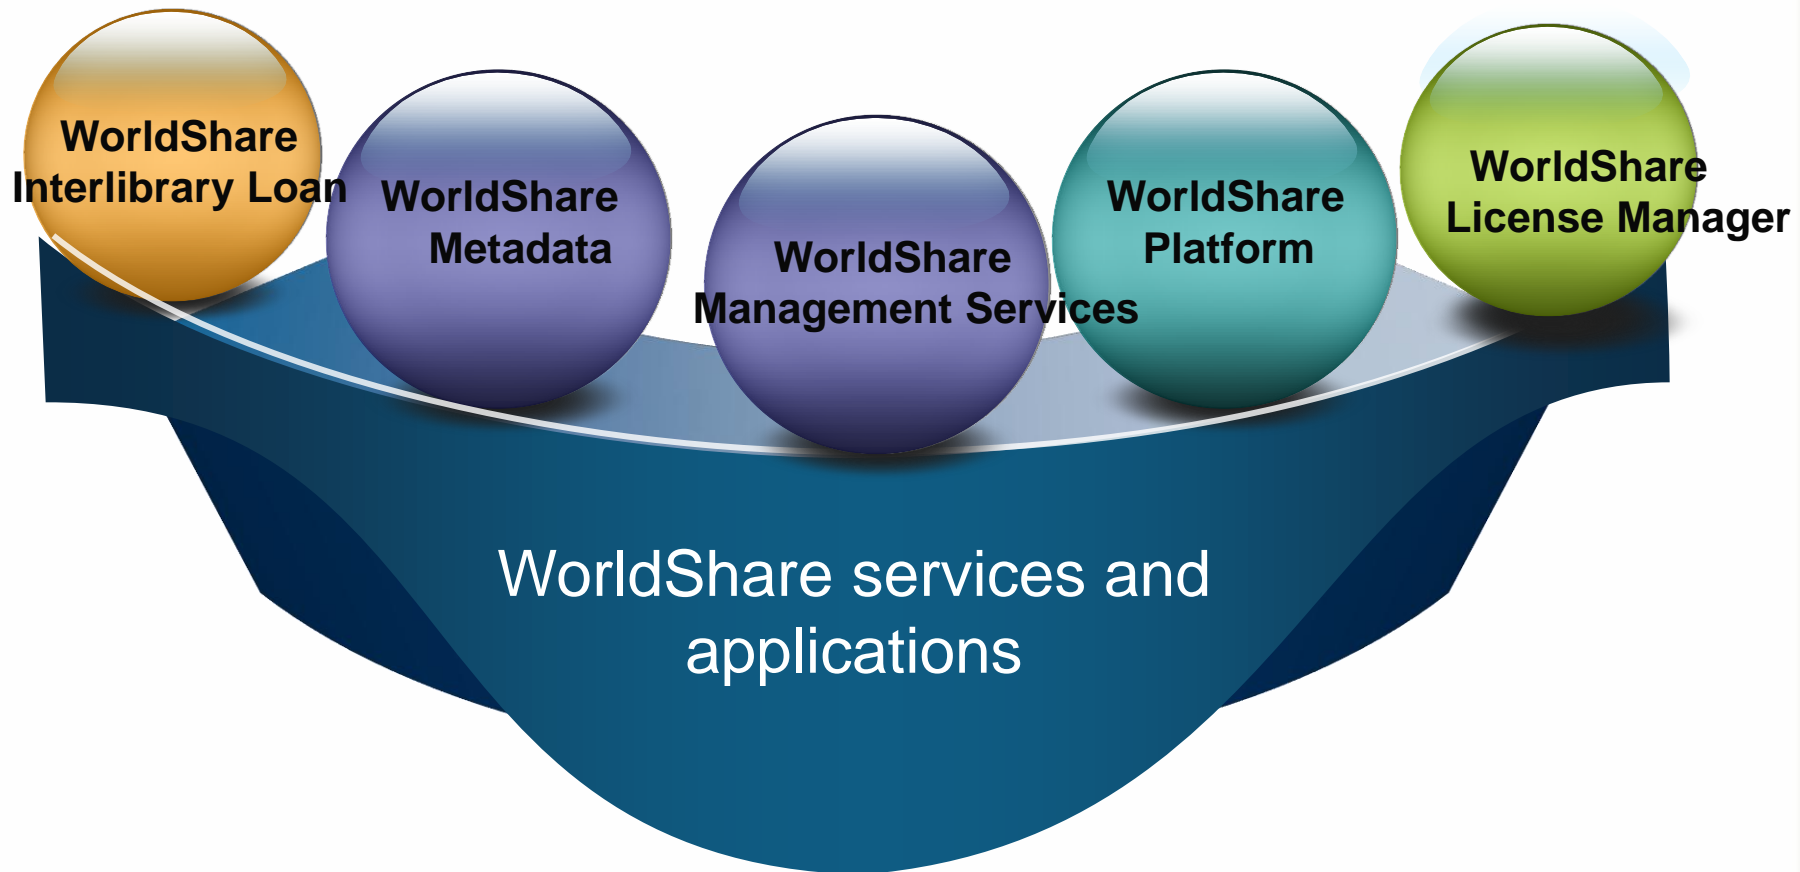 WorldShare
Interlibrary Loan
WorldShare
Metadata
WorldShare
Management Services
WorldShare
Platform
WorldShare
License Manager
WorldShare services and
applications